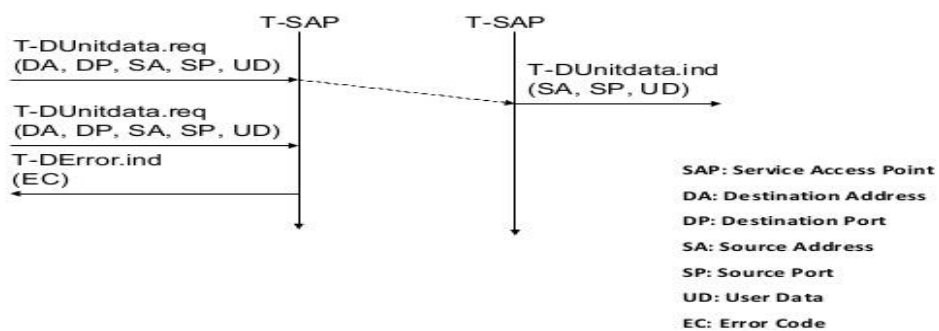 T-SAP
T-SAP
T-DUnitdata.req
(DA, DP, SA, SP, UD)
T-DUnitdata.ind
(SA, SP, UD)
T-DUnitdata.req
(DA, DP, SA, SP, UD)
T-DError.ind
(EC)
SAP: Service Access Point
DA: Destination Address
DP: Destination Port
SA: Source Address
SP: Source Port
UD: User Data
EC: Error Code